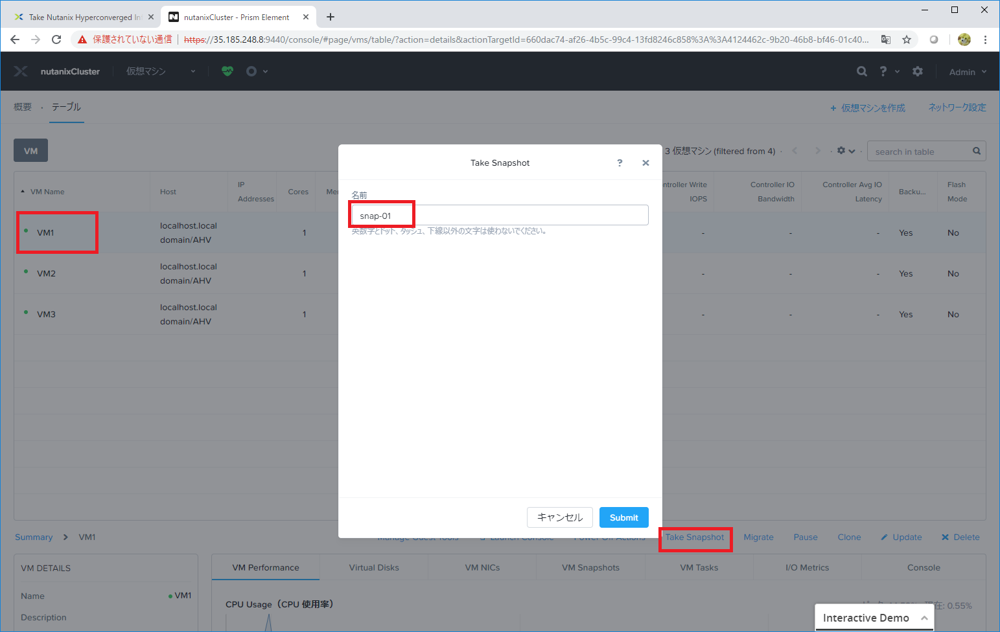 Take Nutanix Hyperconverged Inf
nutanixCluster - Prism Element
保護されていない通信
https://35.185.248.8:9440/console/#page/vms/table/?action=details&actionTargetId=660dac74-af26-4b5c-99c4-13fd8246c858%3A%3A4124462c-9b20-46b8-bf46-01c40...
nutanixCluster
仮想マシン
?
Admin
概要 · テーブル
+ 仮想マシンを作成
ネットワーク設定
VM
3 仮想マシン (filtered from 4)
search in table
VM Name
Host
IP Addresses
Cores
ntroller Write IOPS
Controller IO Bandwidth
Controller Avg IO Latency
Backu...
Flash Mode
VM1
localhost.local
domain/AHV
1
- - - Yes No
VM2
localhost.local
domain/AHV
1
- - - Yes No
VM3
localhost.local
domain/AHV
1
- - - Yes No
Take Snapshot
?
名前
snap-01
英数字とドット、ダッシュ、下線以外の文字は使わないでください。
キャンセル
Submit
Summary > VM1
Manage Guest Tools
Launch Console
Power Off Actions
Take Snapshot
Migrate
Pause
Clone
Update
Delete
VM DETAILS
Name
VM1
Description
VM Performance
Virtual Disks
VM NICs
VM Snapshots
VM Tasks
I/O Metrics
Console
CPU Usage（CPU 使用率）
現在: 0.55%
Interactive Demo